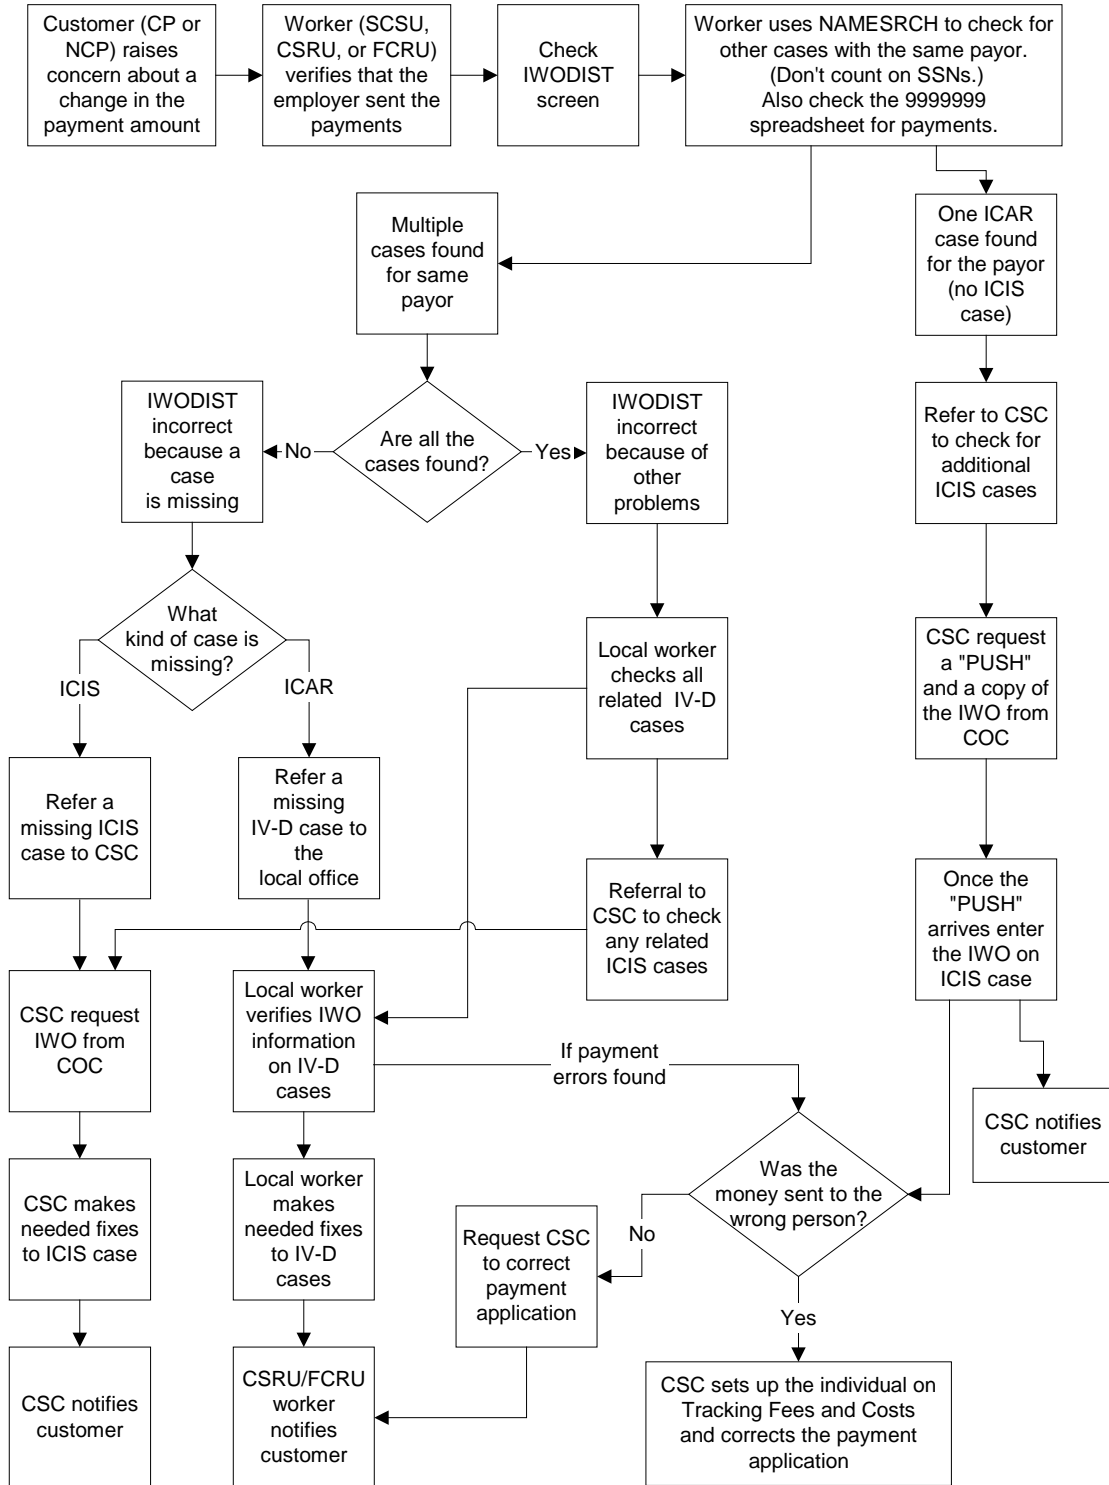 Customer (CP or
NCP) raises
concern about a
change in the
payment amount
Worker (SCSU,
CSRU, or FCRU)
verifies that the
employer sent the
payments
Check
IWODIST
screen
Worker uses NAMESRCH to check for
other cases with the same payor.
(Don't count on SSNs.)
Also check the 9999999
spreadsheet for payments.
Multiple
cases found
for same
payor
One ICAR
case found
for the payor
(no ICIS
case)
IWODIST
incorrect
because a
case
is missing
No
Are all the
cases found?
Yes
IWODIST
incorrect
because of
other
problems
Refer to CSC
to check for
additional
ICIS cases
What
kind of case is
missing?
ICIS
ICAR
Local worker
checks all
related IV-D
cases
CSC request
a "PUSH"
and a copy of
the IWO from
COC
Refer a
missing ICIS
case to CSC
Refer a
missing
IV-D case to
the
local office
Referral to
CSC to check
any related
ICIS cases
Once the
"PUSH"
arrives enter
the IWO on
ICIS case
CSC request
IWO from
COC
Local worker
verifies IWO
information
on IV-D
cases
If payment
errors found
CSC notifies
customer
CSC makes
needed fixes
to ICIS case
Local worker
makes
needed fixes
to IV-D
cases
Was the
money sent to the
wrong person?
No
Request CSC
to correct
payment
application
Yes
CSC notifies
customer
CSRU/FCRU
worker
notifies
customer
CSC sets up the individual on
Tracking Fees and Costs
and corrects the payment
application